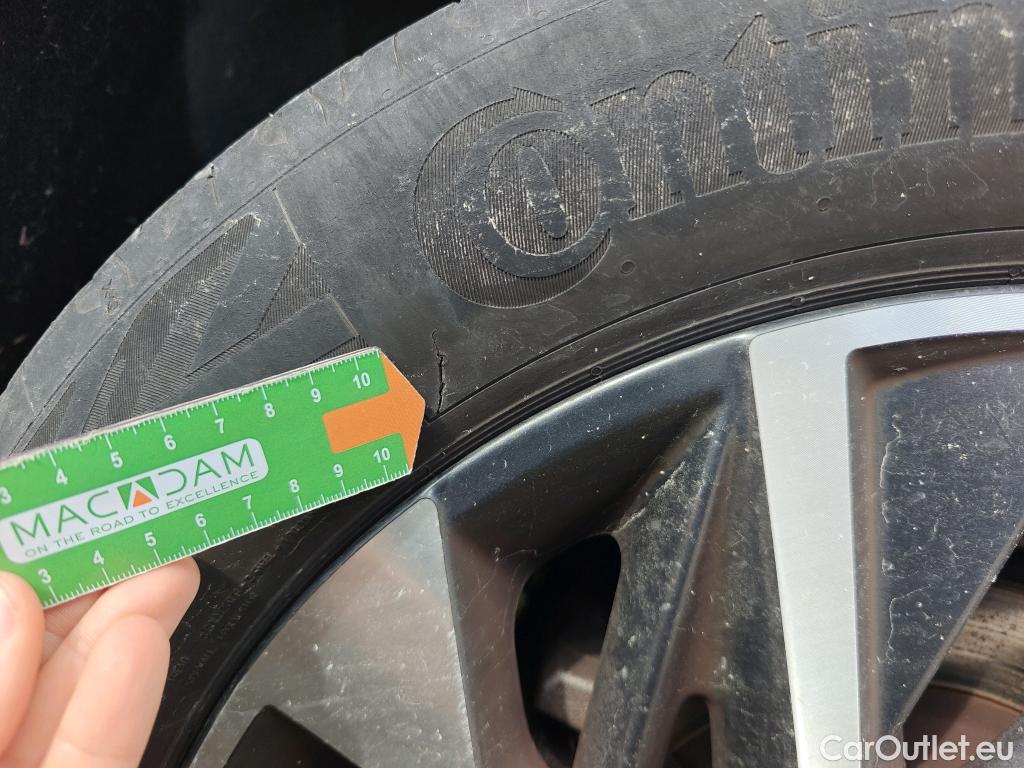 Contin
3 4 5 6 7 8 9 10
MACADAM
ON THE ROAD TO EXCELLENCE
3 4 5 6 7 8 9 10
CarOutlet.eu